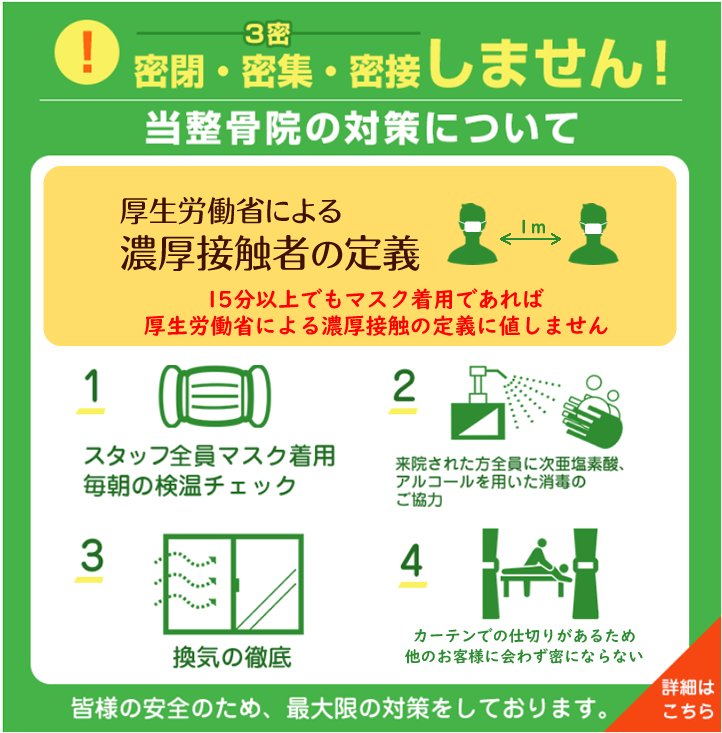 !
3密
密閉・密集・密接しません!
当整骨院の対策について
厚生労働省による
濃厚接触者の定義
1m
15分以上でもマスク着用であれば
厚生労働省による濃厚接触の定義に値しません
1
スタッフ全員マスク着用
毎朝の検温チェック
2
来院された方全員に次亜塩素酸、
アルコールを用いた消毒の
ご協力
3
換気の徹底
4
カーテンでの仕切りがあるため
他のお客様に会わず密にならない
皆様の安全のため、最大限の対策をしております。
詳細は
こちら